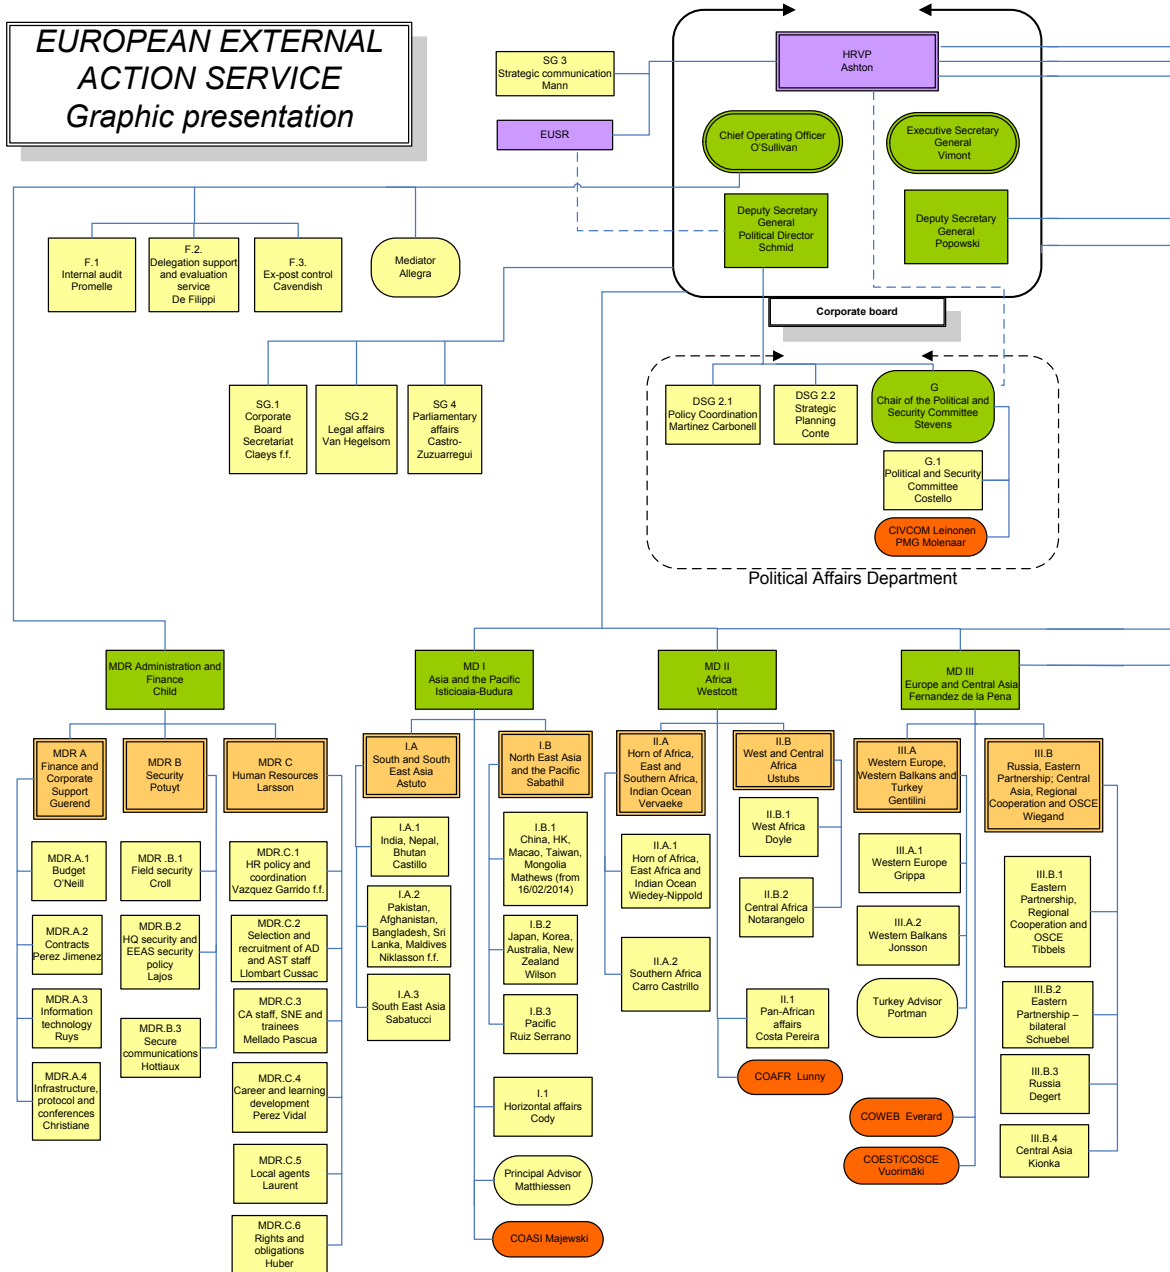 EUROPEAN EXTERNAL
ACTION SERVICE
Graphic presentation
SG 3
Strategic communication
Mann
HRVP
Ashton
EUSR
Chief Operating Officer
O'Sullivan
Executive Secretary
General
Vimont
Deputy Secretary
General
Political Director
Schmid
Deputy Secretary
General
Popowski
Corporate board
F.1
Internal audit
Promelle
F.2.
Delegation support
and evaluation
service
De Filippi
F.3.
Ex-post control
Cavendish
Mediator
Allegra
SG.1
Corporate
Board
Secretariat
Claeys f.f.
SG.2
Legal affairs
Van Hegelsom
SG 4
Parliamentary
affairs
Castro-
Zuzuarregui
DSG 2.1
Policy Coordination
Martinez Carbonell
DSG 2.2
Strategic
Planning
Conte
G
Chair of the Political and
Security Committee
Stevens
G.1
Political and Security
Committee
Costello
CIVCOM Leinonen
PMG Molenaar
Political Affairs Department
MDR Administration and
Finance
Child
MD I
Asia and the Pacific
Isticioaia-Budura
MD II
Africa
Westcott
MD III
Europe and Central Asia
Fernandez de la Pena
MDR A
Finance and
Corporate
Support
Guerend
MDR B
Security
Potuyt
MDR C
Human Resources
Larsson
I.A
South and South
East Asia
Astuto
I.B
North East Asia
and the Pacific
Sabathil
II.A
Horn of Africa,
East and
Southern Africa,
Indian Ocean
Vervaeke
II.B
West and Central
Africa
Ustubs
III.A
Western Europe,
Western Balkans and
Turkey
Gentilini
III.B
Russia, Eastern
Partnership; Central
Asia, Regional
Cooperation and OSCE
Wiegand
MDR.A.1
Budget
O'Neill
MDR.A.2
Contracts
Perez Jimenez
MDR.A.3
Information
technology
Ruys
MDR.A.4
Infrastructure,
protocol and
conferences
Christiane
MDR .B.1
Field security
Croll
MDR.B.2
HQ security and
EEAS security
policy
Lajos
MDR.B.3
Secure
communications
Hottiaux
MDR.C.1
HR policy and
coordination
Vazquez Garrido f.f.
MDR.C.2
Selection and
recruitment of AD
and AST staff
Llombart Cussac
MDR.C.3
CA staff, SNE and
trainees
Mellado Pascua
MDR.C.4
Career and learning
development
Perez Vidal
MDR.C.5
Local agents
Laurent
MDR.C.6
Rights and
obligations
Huber
I.A.1
India, Nepal,
Bhutan
Castillo
I.A.2
Pakistan,
Afghanistan,
Bangladesh, Sri
Lanka, Maldives
Niklasson f.f.
I.A.3
South East Asia
Sabatucci
I.B.1
China, HK,
Macao, Taiwan,
Mongolia
Mathews (from
16/02/2014)
I.B.2
Japan, Korea,
Australia, New
Zealand
Wilson
I.B.3
Pacific
Ruiz Serrano
I.1
Horizontal affairs
Cody
Principal Advisor
Matthiessen
COASI Majewski
II.A.1
Horn of Africa,
East Africa and
Indian Ocean
Wiedey-Nippold
II.A.2
Southern Africa
Carro Castrillo
II.B.1
West Africa
Doyle
II.B.2
Central Africa
Notarangelo
II.1
Pan-African
affairs
Costa Pereira
COAFR Lunny
III.A.1
Western Europe
Grippa
III.A.2
Western Balkans
Jonsson
Turkey Advisor
Portman
COWEB Everard
COEST/COSCE
Vuorimäki
III.B.1
Eastern
Partnership,
Regional
Cooperation and
OSCE
Tibbels
III.B.2
Eastern
Partnership –
bilateral
Schuebel
III.B.3
Russia
Degert
III.B.4
Central Asia
Kionka